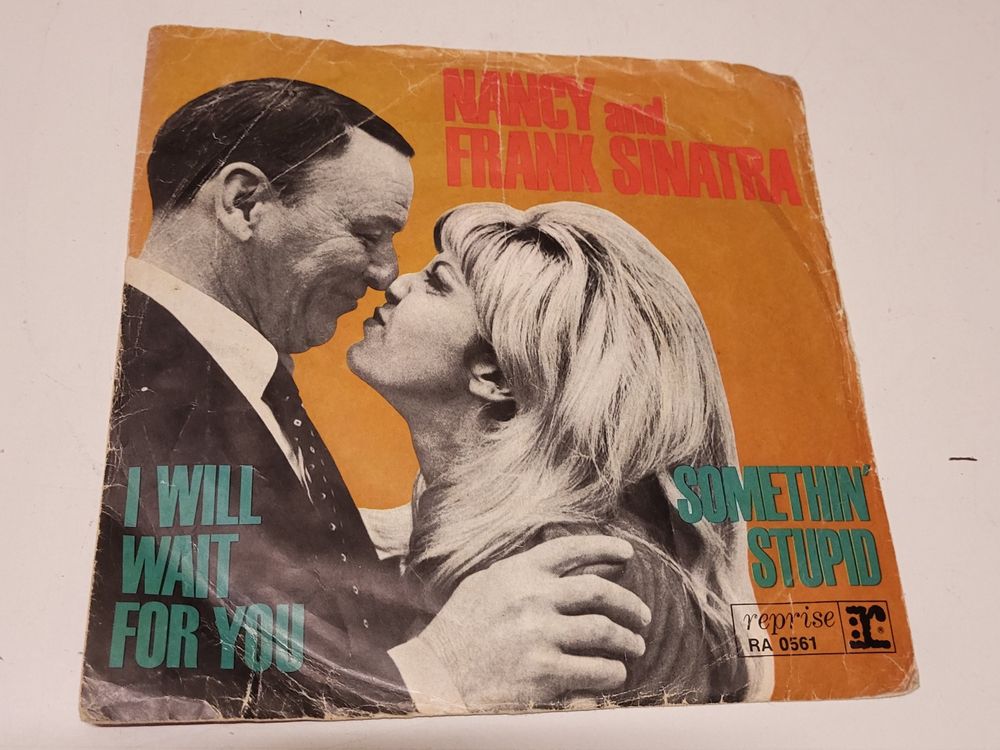 NANCY and
FRANK SINATRA
I WILL
WAIT
FOR YOU
SOMETHIN'
STUPID
reprise r:
RA 0561